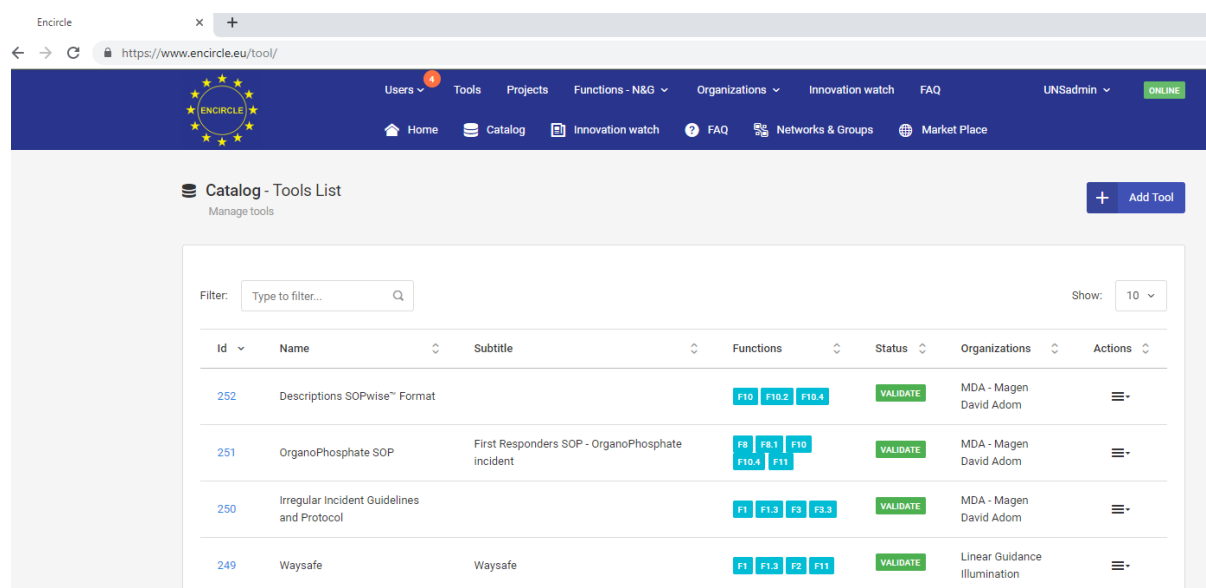 Encircle
https://www.encircle.eu/tool/
ENCIRCLE
Users 4 Tools Projects Functions - N&G Organizations Innovation watch FAQ UNSadmin ONLINE
Home Catalog Innovation watch FAQ Networks & Groups Market Place
Catalog - Tools List
Manage tools
Add Tool
Filter: Type to filter... Show: 10
Id Name Subtitle Functions Status Organizations Actions
252 Descriptions SOPwise™ Format F10 F10.2 F10.4 VALIDATE MDA - Magen
David Adom
251 OrganoPhosphate SOP First Responders SOP - OrganoPhosphate
incident F8 F8.1 F10
F10.4 F11 VALIDATE MDA - Magen
David Adom
250 Irregular Incident Guidelines
and Protocol F1 F1.3 F3 F3.3 VALIDATE MDA - Magen
David Adom
249 Waysafe Waysafe F1 F1.3 F2 F11 VALIDATE Linear Guidance
Illumination